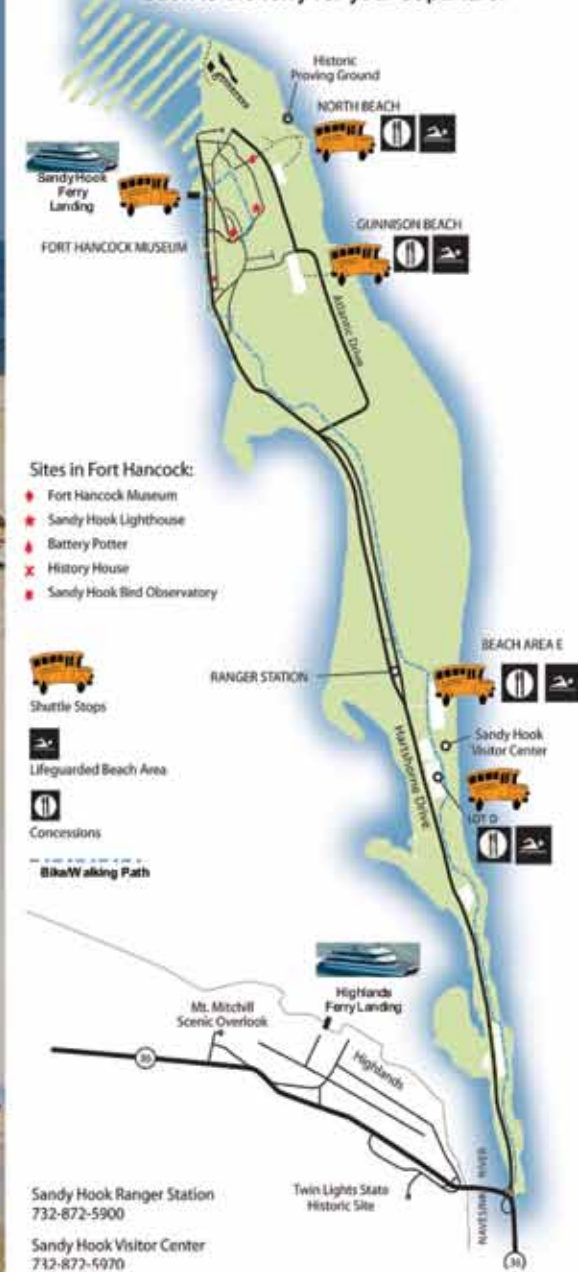 Historic
Proving Ground
NORTH BEACH
Sandy Hook
Ferry
Landing
GUNNISON BEACH
FORT HANCOCK MUSEUM
Atlantic Drive
Sites in Fort Hancock:
Fort Hancock Museum
Sandy Hook Lighthouse
Battery Potter
History House
Sandy Hook Bird Observatory
BEACH AREA E
RANGER STATION
Shuttle Stops
Sandy Hook
Visitor Center
Lifeguarded Beach Area
Hartshorne Drive
LOT D
Concessions
Bike/Walking Path
Highlands
Ferry Landing
Mt. Mitchill
Scenic Overlook
36
Highlands
NAVESINK RIVER
Twin Lights State
Historic Site
Sandy Hook Ranger Station
732-872-5900
Sandy Hook Visitor Center
732-872-5970
36